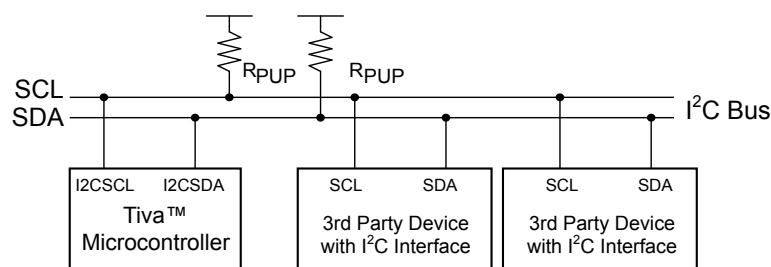 RPUP RPUP
SCL
SDA
I²C Bus
I2CSCL I2CSDA
Tiva™
Microcontroller
SCL SDA
3rd Party Device
with I²C Interface
SCL SDA
3rd Party Device
with I²C Interface